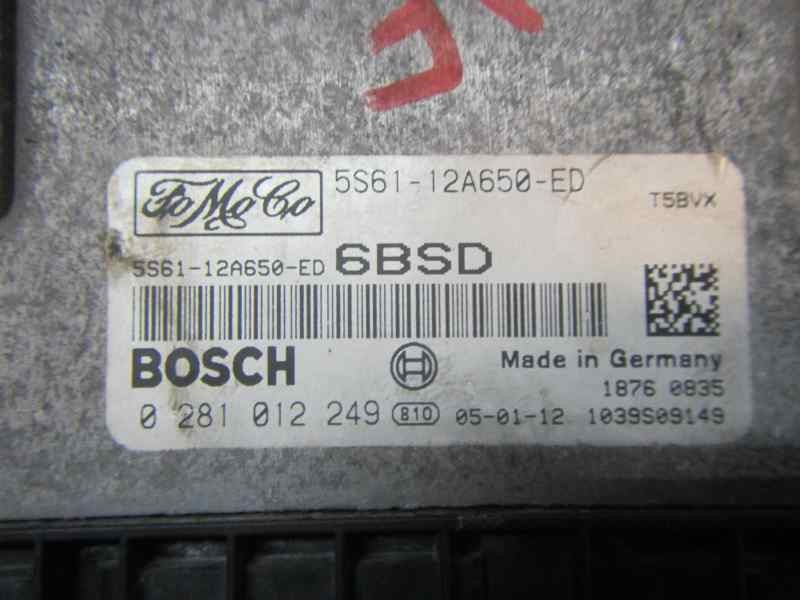 FoMoCo
5S61-12A650-ED
T5BVX
5S61-12A650-ED 6BSD
BOSCH
Made in Germany
1876 0835
0 281 012 249 810 05-01-12 1039S09149